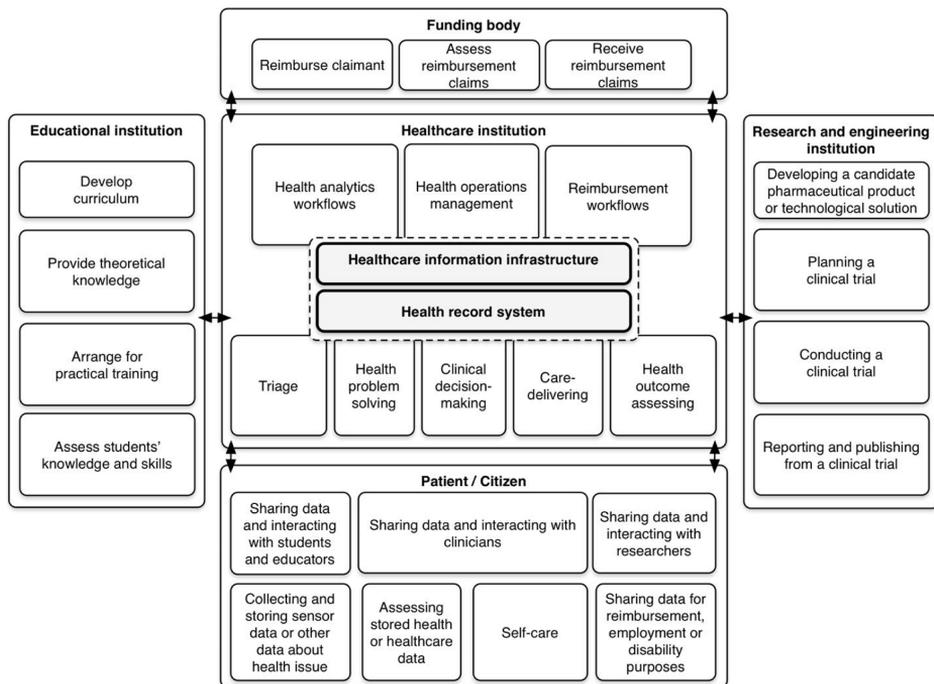 Funding body
Reimburse claimant
Assess
reimbursement
claims
Receive
reimbursement
claims
Educational institution
Develop
curriculum
Provide theoretical
knowledge
Arrange for
practical training
Assess students’
knowledge and skills
Healthcare institution
Health analytics
workflows
Health operations
management
Reimbursement
workflows
Healthcare information infrastructure
Health record system
Triage
Health
problem
solving
Clinical
decision-
making
Care-
delivering
Health
outcome
assessing
Research and engineering
institution
Developing a candidate
pharmaceutical product
or technological solution
Planning a
clinical trial
Conducting a
clinical trial
Reporting and publishing
from a clinical trial
Patient / Citizen
Sharing data
and interacting
with students
and educators
Sharing data and interacting with
clinicians
Sharing data and
interacting with
researchers
Collecting and
storing sensor
data or other
data about
health issue
Assessing
stored health
or healthcare
data
Self-care
Sharing data for
reimbursement,
employment or
disability
purposes